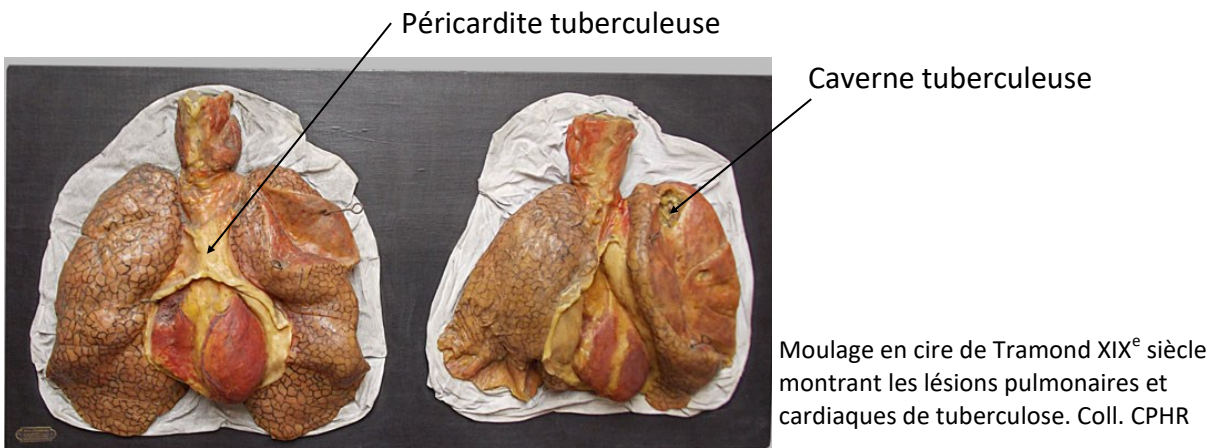 Péricardite tuberculeuse
Caverne tuberculeuse
Moulage en cire de Tramond XIXᵉ siècle
montrant les lésions pulmonaires et
cardiaques de tuberculose. Coll. CPHR